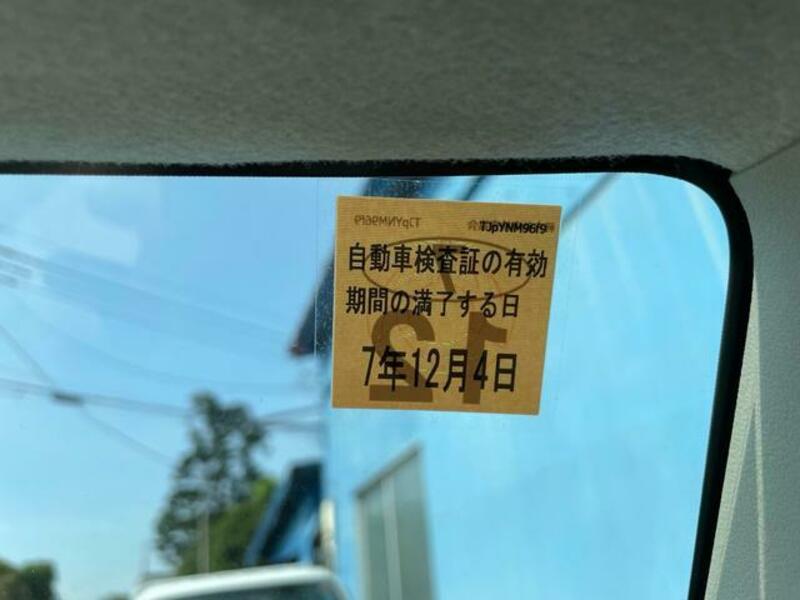 TJpYNM96f9
自動車検査証の有効
期間の満了する日
7年12月4日